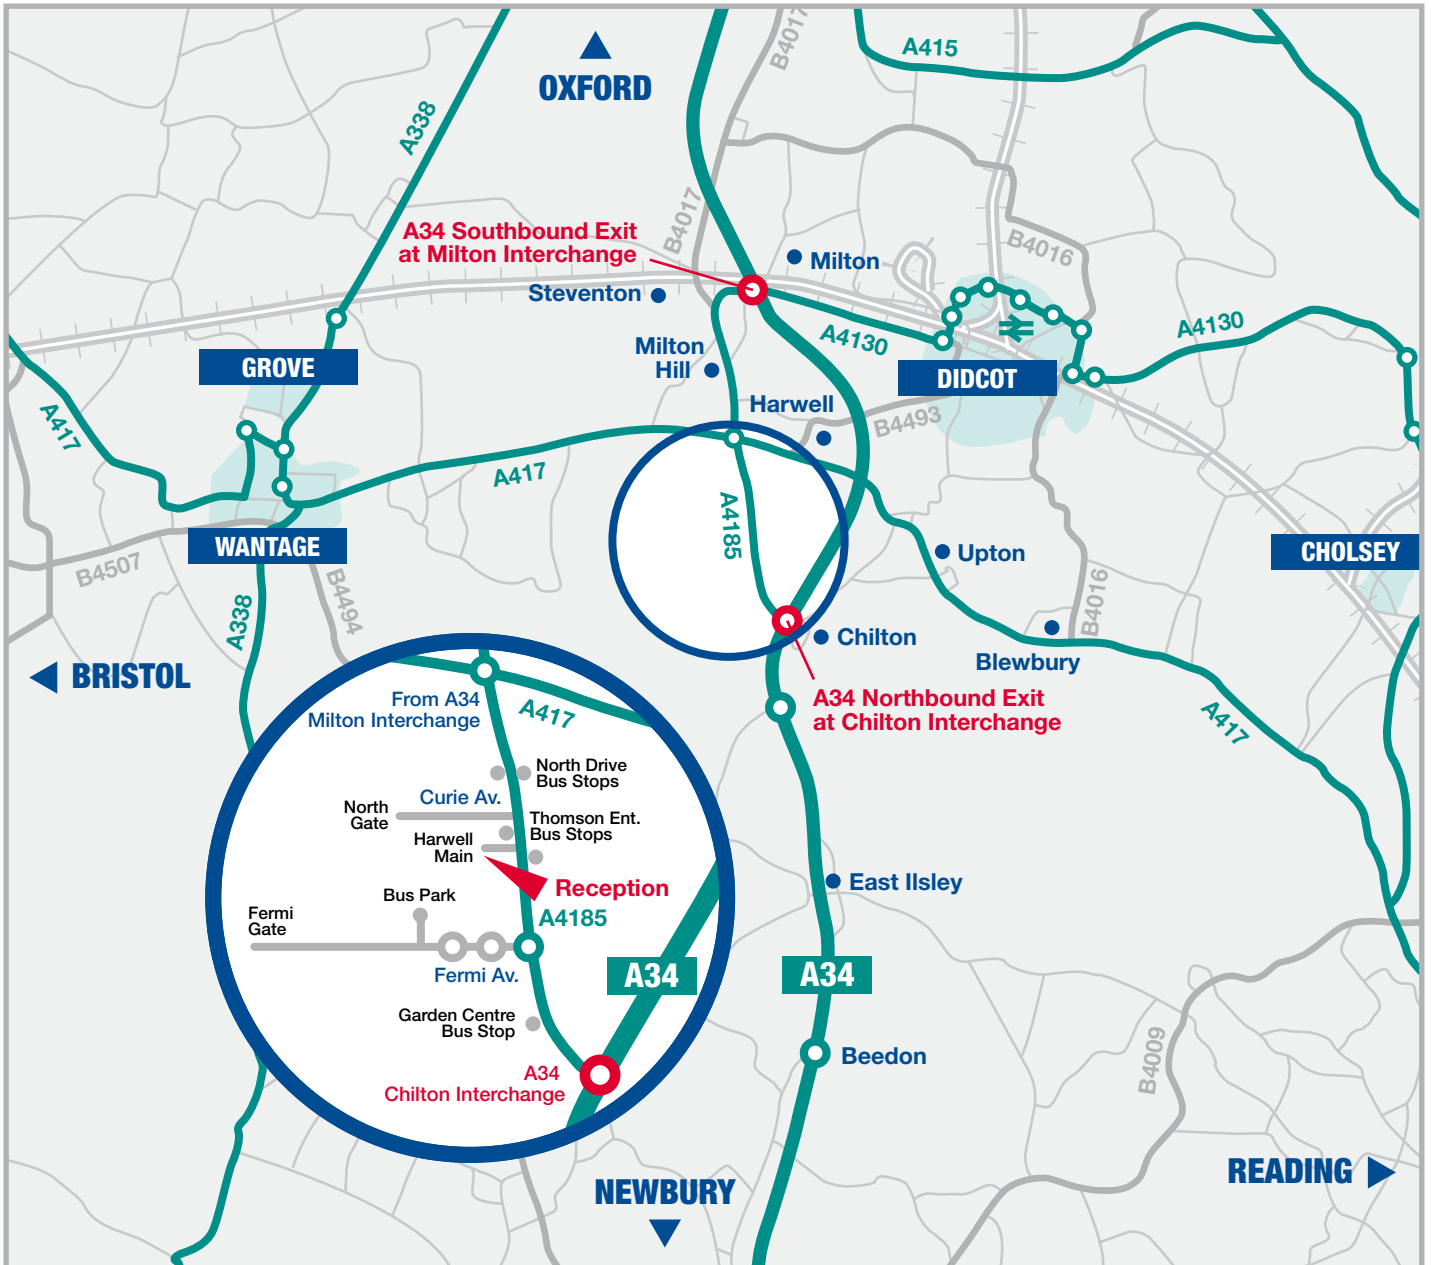 B4017
A415
OXFORD
A338
A34 Southbound Exit
at Milton Interchange
B4017
B4016
Milton
Steventon
A4130
A4130
Milton
Hill
GROVE
DIDCOT
Harwell
B4493
A417
A417
A4185
WANTAGE
Upton
CHOLSEY
B4507
B4494
A338
B4016
Chilton
Blewbury
BRISTOL
A34 Northbound Exit
at Chilton Interchange
A417
From A34
Milton Interchange
A417
North Drive
Bus Stops
Curie Av.
North
Gate
Thomson Ent.
Bus Stops
Harwell
Main
Reception
Bus Park
Fermi
Gate
A4185
Fermi Av.
A34
Garden Centre
Bus Stop
A34
Chilton Interchange
East Ilsley
A34
Beedon
B4009
READING
NEWBURY